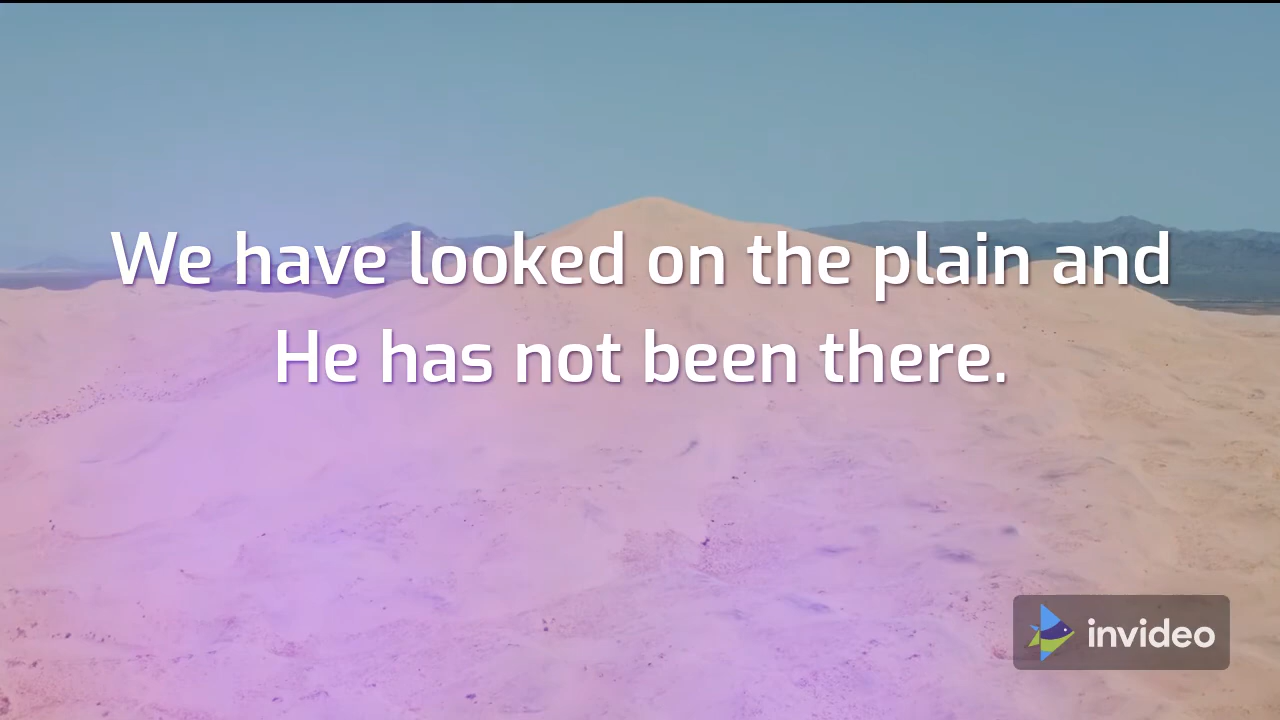 We have looked on the plain and
He has not been there.
invideo